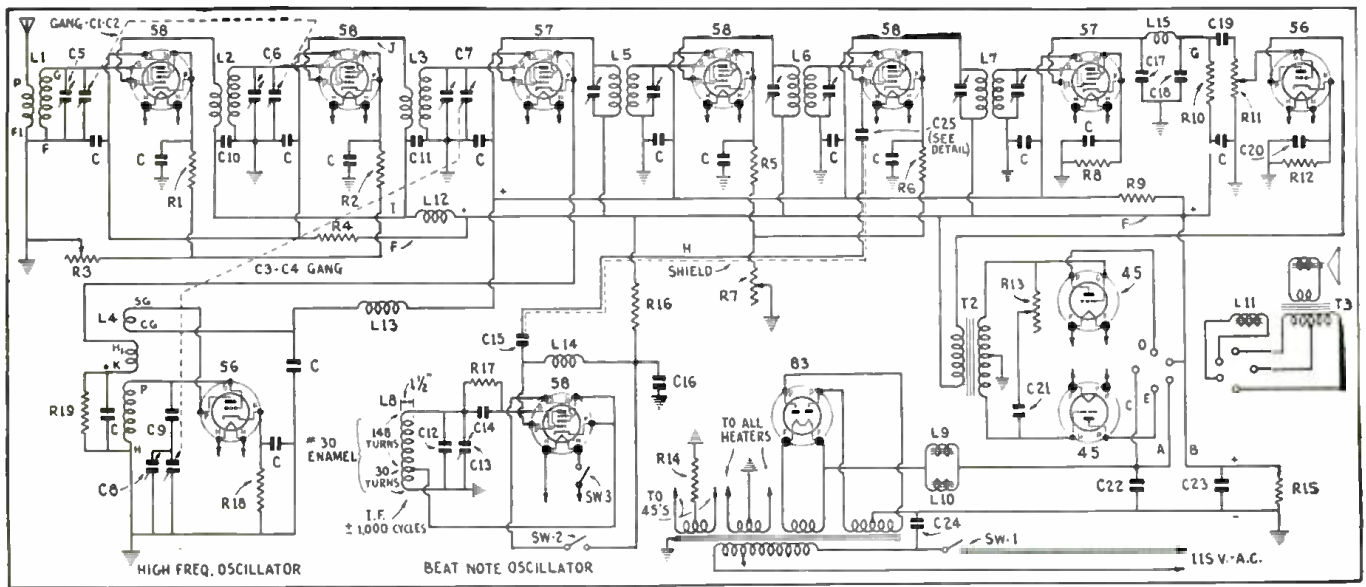 GANG-C1-C2
58
58
57
58
58
57
L15
C19
56
L1
C5
L2
C6
J
L3
C7
L5
L6
L7
G
C17
C18
R10
R11
P
G
F1
F
C
C
C10
C
C
C11
C
C
C
C
C
C25
(SEE
DETAIL)
C
C
C
C
C20
R1
R2
I
L12
+
+
R5
R6
R8
R9
R12
+
R4
F
F
R3
C3-C4 GANG
H
SHIELD
R7
L4
SG
CG
L13
R16
T2
R13
45
L11
T3
H1
K
C15
L14
C16
83
D
C21
C
E
56
P
R19
C
C9
H
C
C
C8
R18
L8
1½"
R17
58
148
TURNS
30
TURNS
# 30
ENAMEL
C12
C14
C13
SW3
TO ALL
HEATERS
R14
TO
45'S
L9
L10
45
A
B
+
C22
C23
R15
I.F.
± 1,000 CYCLES
SW-2
C24
SW-1
-
HIGH FREQ. OSCILLATOR
BEAT NOTE OSCILLATOR
115 V.-A.C.